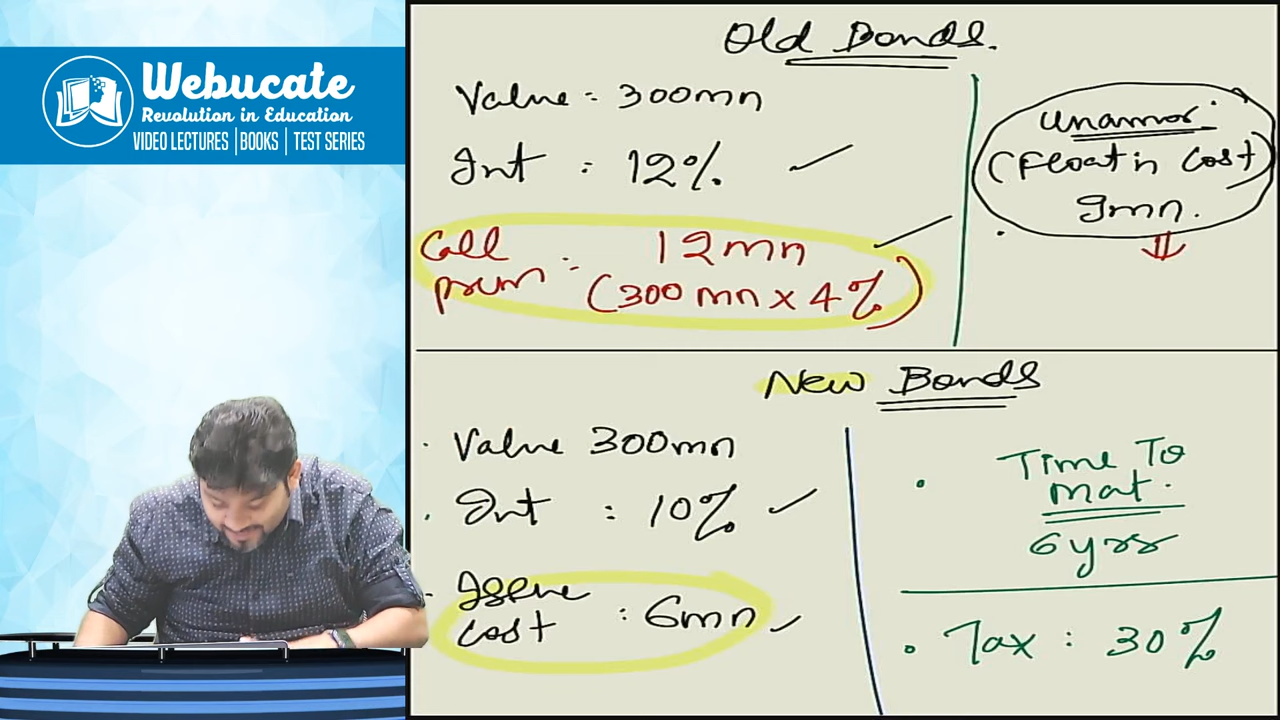 Webucate
Revolution in Education
VIDEO LECTURES | BOOKS | TEST SERIES
Old Bonds.
Value = 300mn
Int : 12%
Call
prem : 12mn
(300 mn x 4%)
unamor.
(Float'n Cost)
9mn.
New Bonds
Value 300mn
Int : 10%
Issue
cost : 6mn
Time To
mat.
6 yrs
Tax : 30%